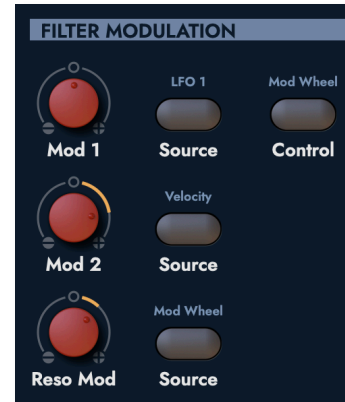 FILTER MODULATION
LFO 1
Mod Wheel
Mod 1
Source
Control
Velocity
Mod 2
Source
Mod Wheel
Reso Mod
Source